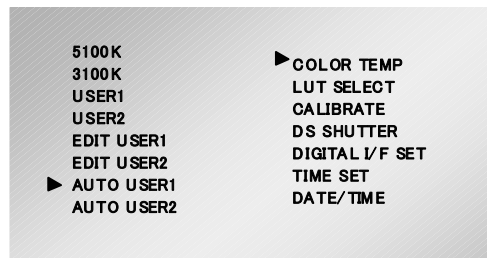 5100K
3100K
USER1
USER2
EDIT USER1
EDIT USER2
AUTO USER1
AUTO USER2
COLOR TEMP
LUT SELECT
CALIBRATE
DS SHUTTER
DIGITAL I/F SET
TIME SET
DATE/TIME